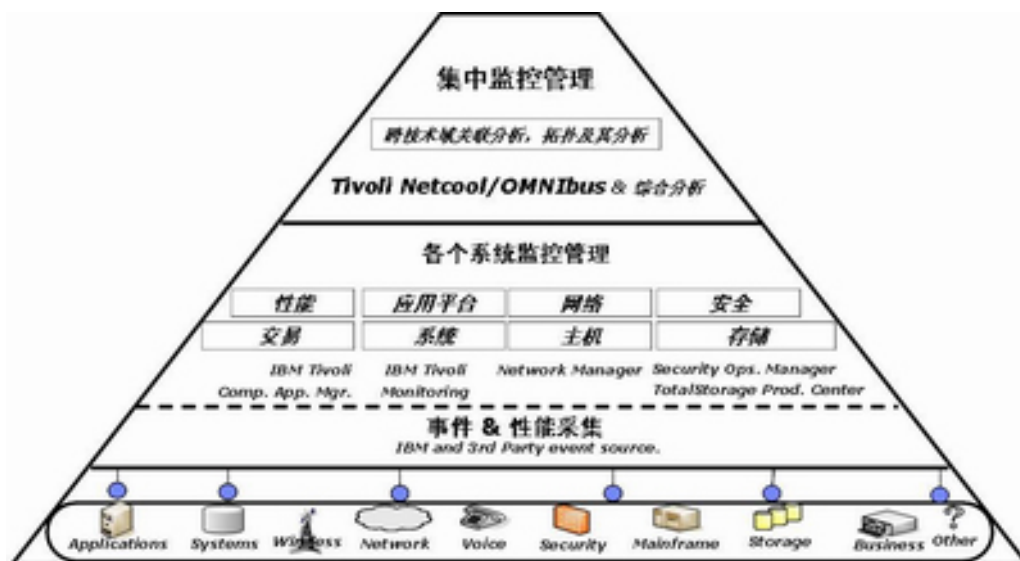 集中监控管理
跨技术域关联分析，拓扑及其分析
Tivoli Netcool/OMNIbus & 综合分析
各个系统监控管理
性能 应用平台 网络 安全
交易 系统 主机 存储
IBM Tivoli IBM Tivoli Network Manager Security Ops. Manager
Comp. App. Mgr. Monitoring TotalStorage Prod. Center
事件 & 性能采集
IBM and 3rd Party event source.
Applications Systems Wireless Network Voice Security Mainframe Storage Business Other